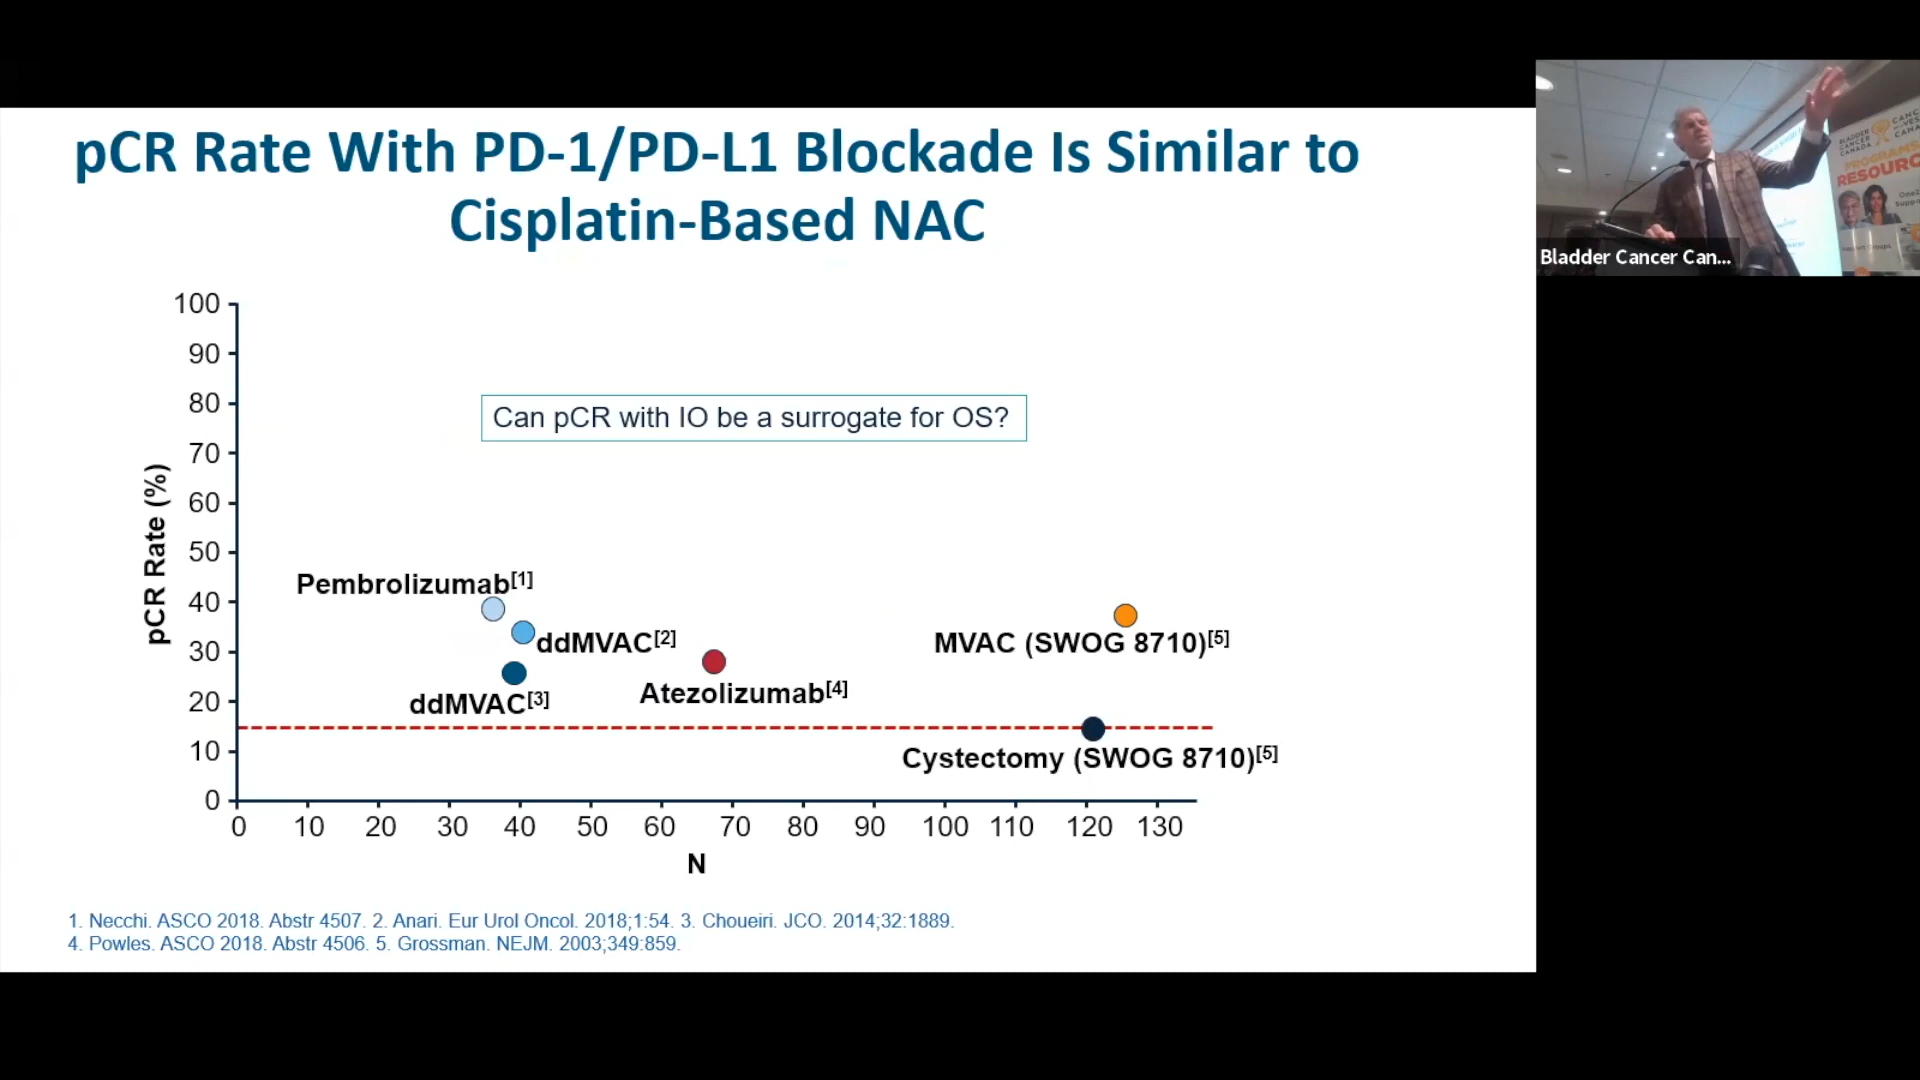 pCR Rate With PD-1/PD-L1 Blockade Is Similar to
Cisplatin-Based NAC
Can pCR with IO be a surrogate for OS?
pCR Rate (%)
100
90
80
70
60
50
40
30
20
10
0
Pembrolizumab[1]
ddMVAC[2]
ddMVAC[3]
Atezolizumab[4]
MVAC (SWOG 8710)[5]
Cystectomy (SWOG 8710)[5]
0 10 20 30 40 50 60 70 80 90 100 110 120 130
N
1. Necchi. ASCO 2018. Abstr 4507. 2. Anari. Eur Urol Oncol. 2018;1:54. 3. Choueiri. JCO. 2014;32:1889.
4. Powles. ASCO 2018. Abstr 4506. 5. Grossman. NEJM. 2003;349:859.
BLADDER
CANCER
CANADA
PROGRAMS
RESOURC
Bladder Cancer Can...